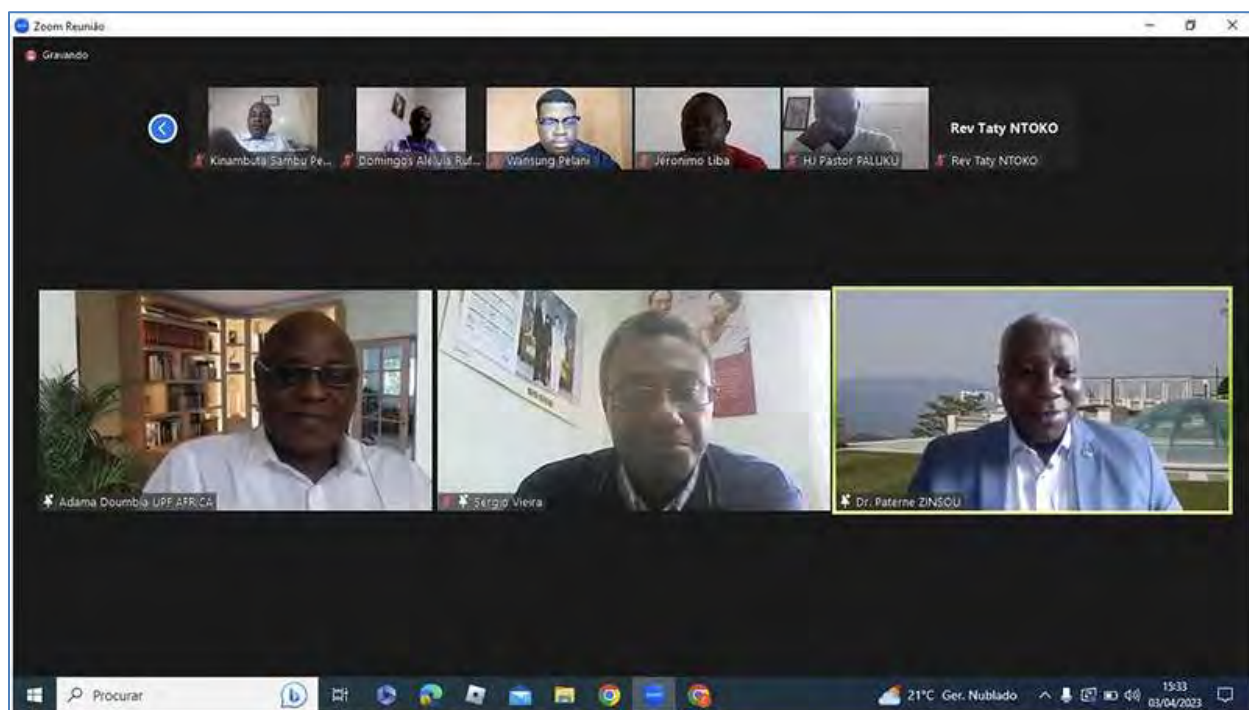 Zoom Reunião
Gravando
Rev Taty NTOKO
Kinambuta Sambu Pe...
Domingos Aleluia Ruf...
Wansung Pelani
Jeronimo Liba
HJ Pastor PALUKU
Rev Taty NTOKO
Adama Doumbia UPF AFRICA
Sergio Vieira
Dr. Paterne ZINSOU
Procurar
21°C Ger. Nublado
15:33
03/04/2023